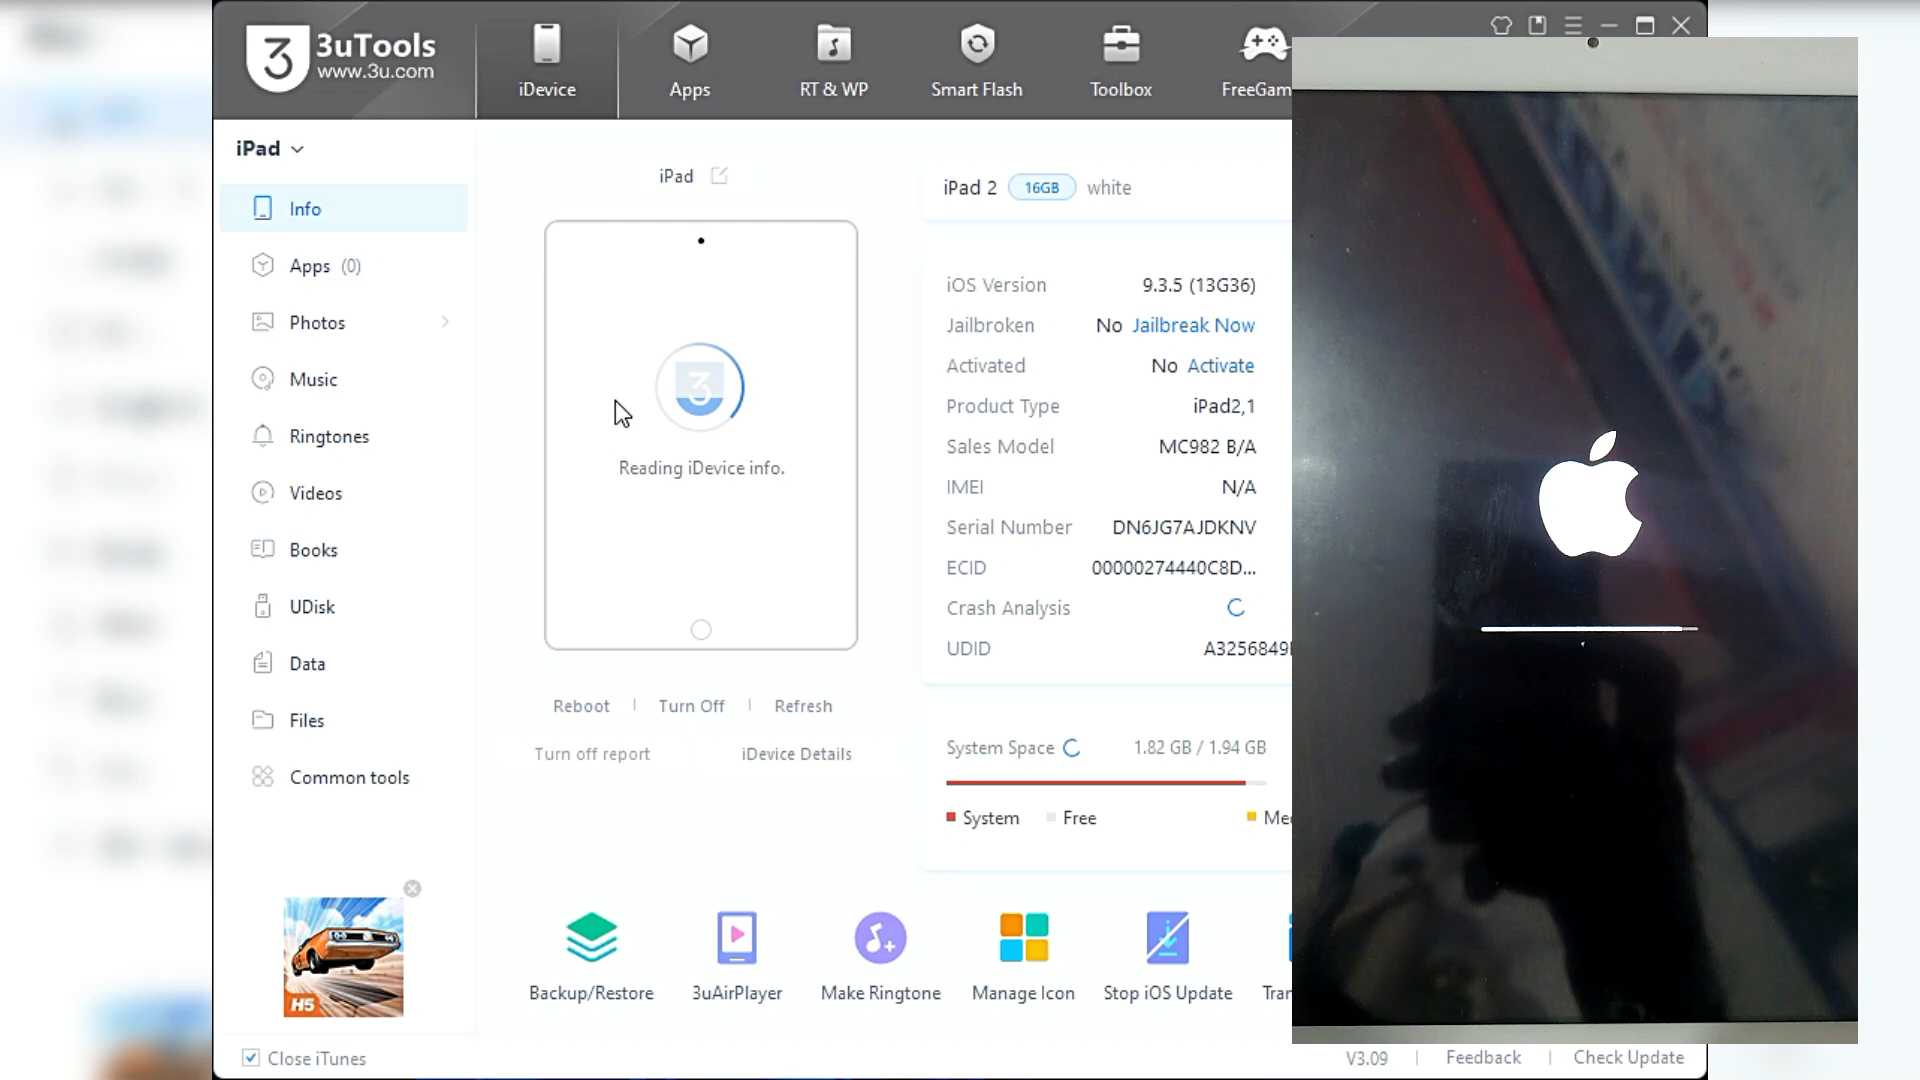 3 3uTools
www.3u.com
iDevice
Apps
RT & WP
Smart Flash
Toolbox
FreeGam
iPad
Info
Apps (0)
Photos
Music
Ringtones
Videos
Books
UDisk
Data
Files
Common tools
H5
Close iTunes
iPad
3
Reading iDevice info.
Reboot | Turn Off | Refresh
Turn off report
iDevice Details
iPad 2 16GB white
iOS Version 9.3.5 (13G36)
Jailbroken No Jailbreak Now
Activated No Activate
Product Type iPad2,1
Sales Model MC982 B/A
IMEI N/A
Serial Number DN6JG7AJDKNV
ECID 00000274440C8D...
Crash Analysis
UDID A3256849
System Space 1.82 GB / 1.94 GB
System Free Me
Backup/Restore
3uAirPlayer
Make Ringtone
Manage Icon
Stop iOS Update
Tra
V3.09 | Feedback | Check Update